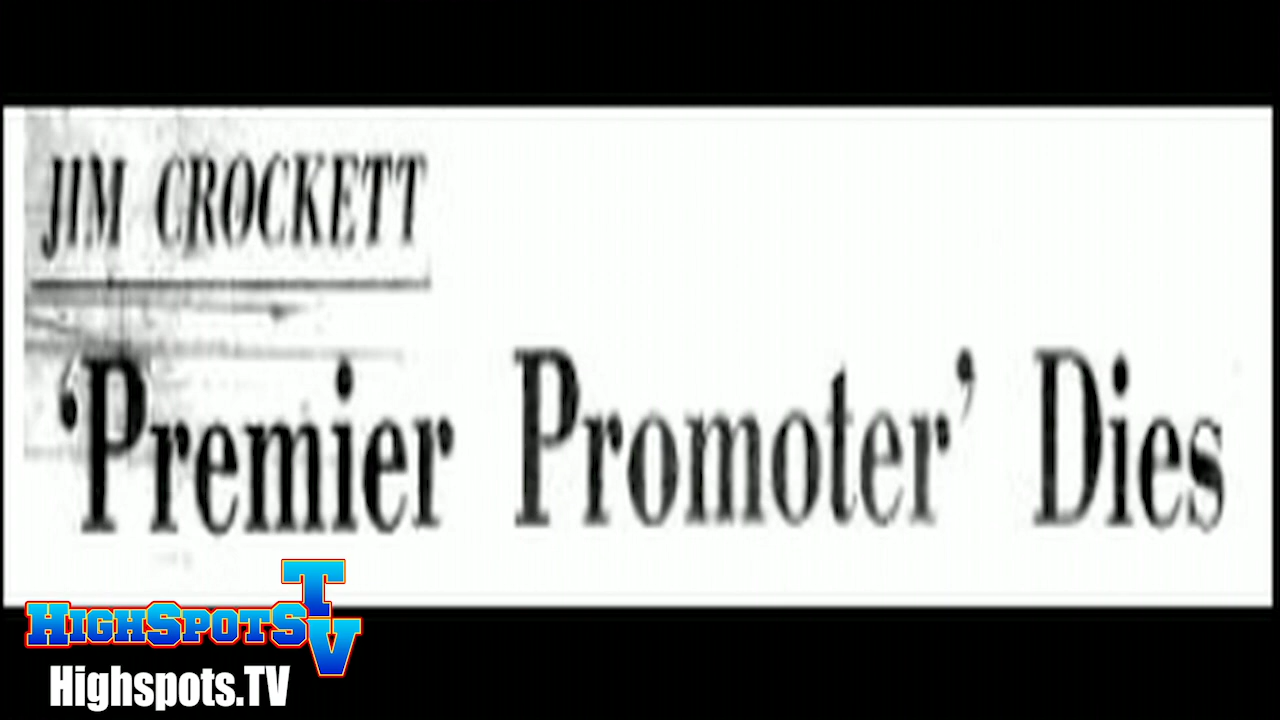 JIM CROCKETT
‘Premier Promoter’ Dies
HIGHSPOTS TV
Highspots.TV